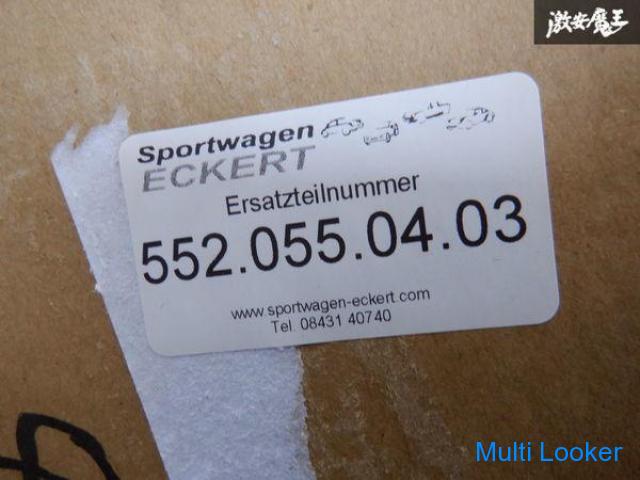 激安魔王
Sportwagen
ECKERT
Ersatzteilnummer
552.055.04.03
www.sportwagen-eckert.com
Tel. 08431 40740
Multi Looker